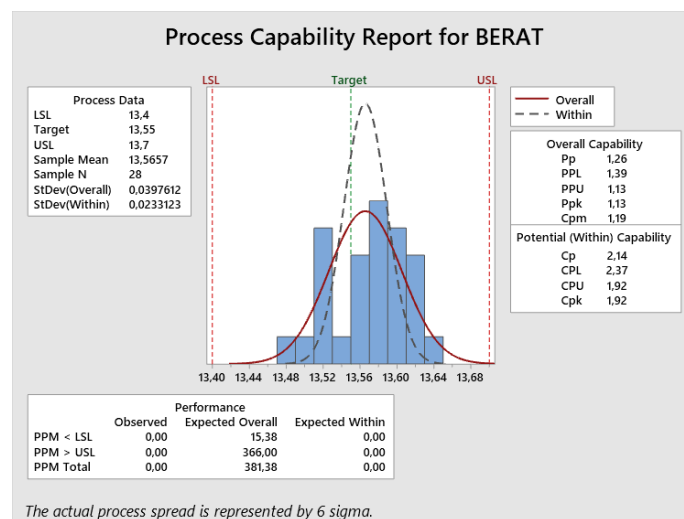 Process Capability Report for BERAT
LSL Target USL
Process Data
LSL 13,4
Target 13,55
USL 13,7
Sample Mean 13,5657
Sample N 28
StDev(Overall) 0,0397612
StDev(Within) 0,0233123
Overall
Within
Overall Capability
Pp 1,26
PPL 1,39
PPU 1,13
Ppk 1,13
Cpm 1,19
Potential (Within) Capability
Cp 2,14
CPL 2,37
CPU 1,92
Cpk 1,92
13,40 13,44 13,48 13,52 13,56 13,60 13,64 13,68
Performance
Observed Expected Overall Expected Within
PPM < LSL 0,00 15,38 0,00
PPM > USL 0,00 366,00 0,00
PPM Total 0,00 381,38 0,00
The actual process spread is represented by 6 sigma.